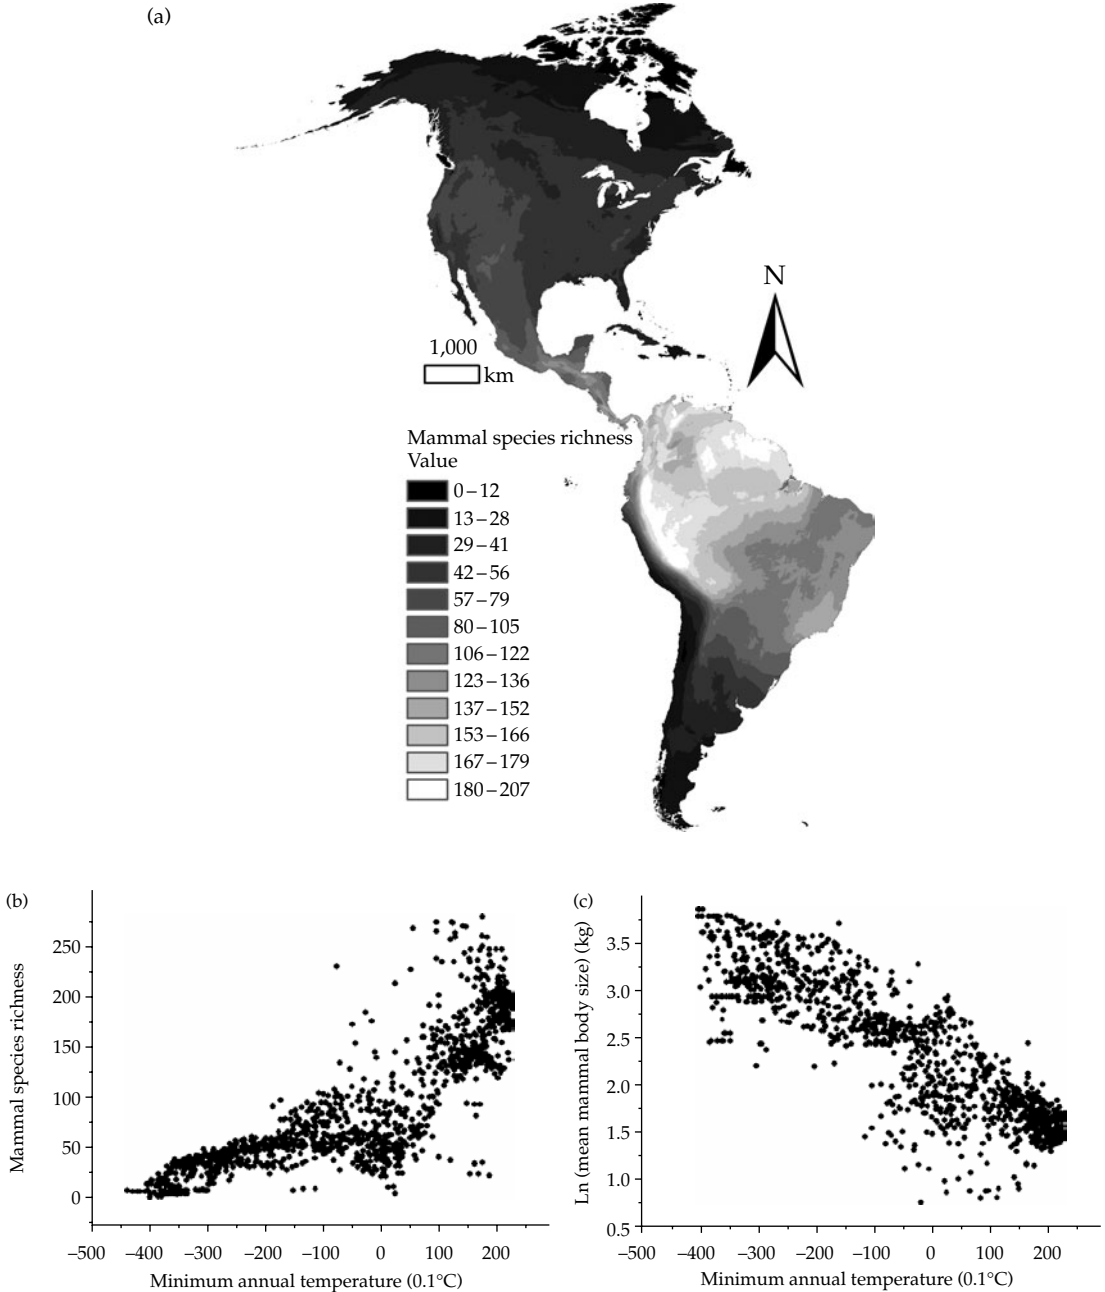 (a)
N
1,000
km
Mammal species richness
Value
0–12
13–28
29–41
42–56
57–79
80–105
106–122
123–136
137–152
153–166
167–179
180–207
(b)
Mammal species richness
250
200
150
100
50
0
–500 –400 –300 –200 –100 0 100 200
Minimum annual temperature (0.1°C)
(c)
Ln (mean mammal body size) (kg)
3.5
3.0
2.5
2.0
1.5
1.0
0.5
–500 –400 –300 –200 –100 0 100 200
Minimum annual temperature (0.1°C)